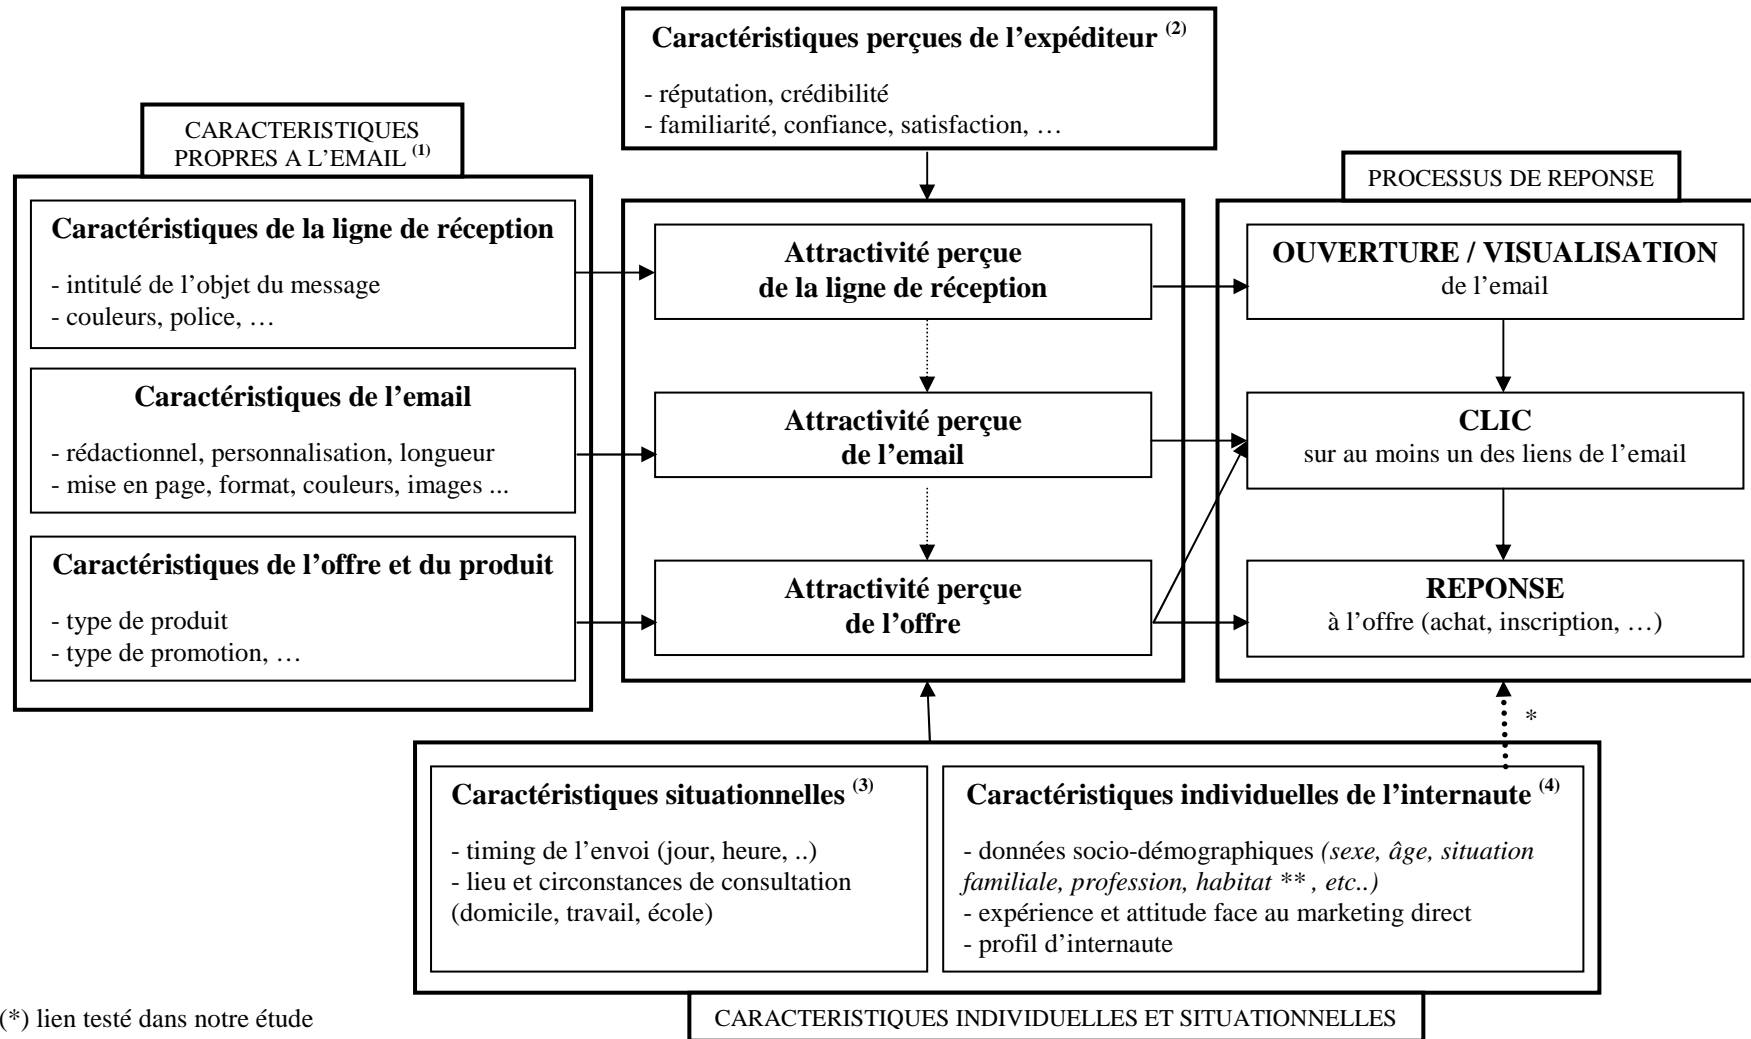 Caractéristiques perçues de l’expéditeur (2)
- réputation, crédibilité
- familiarité, confiance, satisfaction, …
CARACTERISTIQUES
PROPRES A L’EMAIL (1)
Caractéristiques de la ligne de réception
- intitulé de l’objet du message
- couleurs, police, …
Caractéristiques de l’email
- rédactionnel, personnalisation, longueur
- mise en page, format, couleurs, images ...
Caractéristiques de l’offre et du produit
- type de produit
- type de promotion, …
Attractivité perçue
de la ligne de réception
Attractivité perçue
de l’email
Attractivité perçue
de l’offre
PROCESSUS DE REPONSE
OUVERTURE / VISUALISATION
de l’email
CLIC
sur au moins un des liens de l’email
REPONSE
à l’offre (achat, inscription, …)
*
Caractéristiques situationnelles (3)
- timing de l’envoi (jour, heure, ..)
- lieu et circonstances de consultation
(domicile, travail, école)
Caractéristiques individuelles de l’internaute (4)
- données socio-démographiques (sexe, âge, situation
familiale, profession, habitat ** , etc..)
- expérience et attitude face au marketing direct
- profil d’internaute
CARACTERISTIQUES INDIVIDUELLES ET SITUATIONNELLES
(*) lien testé dans notre étude